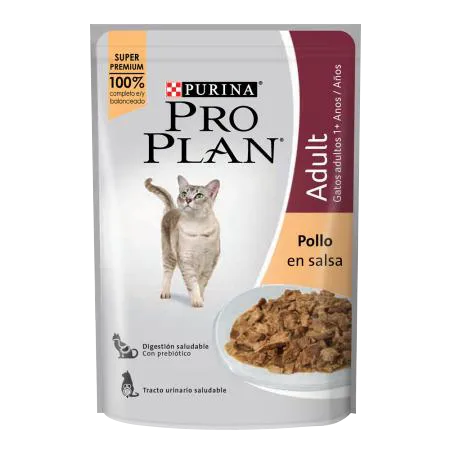 SUPER
PREMIUM
100%
completo e/y
balanceado
PURINA®
PRO
PLAN®
Adult
Gatos adultos 1+ Anos / Años
Pollo
en salsa
Digestión saludable
Con prebiótico
Tracto urinario saludable